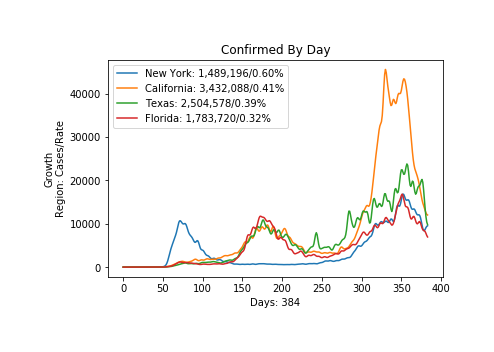 Confirmed By Day
New York: 1,489,196/0.60%
California: 3,432,088/0.41%
Texas: 2,504,578/0.39%
Florida: 1,783,720/0.32%
Growth
Region: Cases/Rate
40000
30000
20000
10000
0
0 50 100 150 200 250 300 350 400
Days: 384